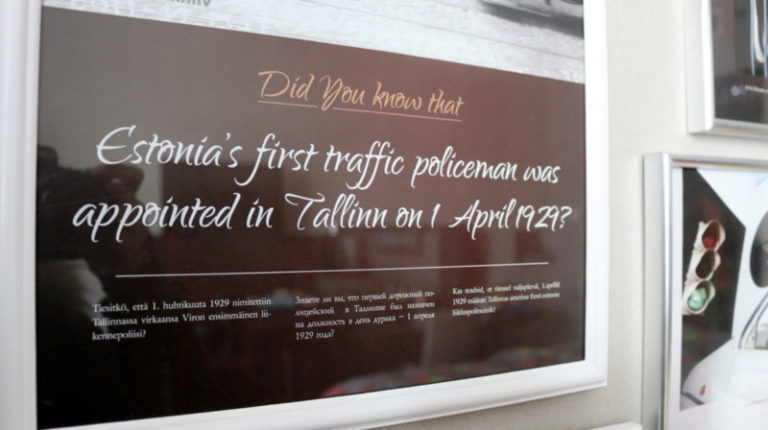 Did You know that
Estonia's first traffic policeman was
appointed in Tallinn on 1 April 1929?
Tiesitkö, että 1. huhtikuuta 1929 nimitettiin
Tallinnassa virkaansa Viron ensimmäinen lii-
kennepoliisi?
Знаете ли вы, что первый дорожный по-
лицейский в Таллинне был назначен
на должность в день дурака – 1 апреля
1929 года?
Kas teadsid, et tänasel naljapäeval, 1.aprillil
1929 määrati Tallinnas ametisse Eesti esimene
liikluspolitseinik?